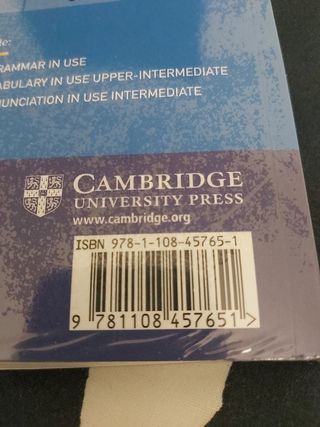 RAMMAR IN USE
ABULARY IN USE UPPER-INTERMEDIATE
NUNCIATION IN USE INTERMEDIATE
CAMBRIDGE
UNIVERSITY PRESS
www.cambridge.org
ISBN 978-1-108-45765-1
9 781108 457651 >